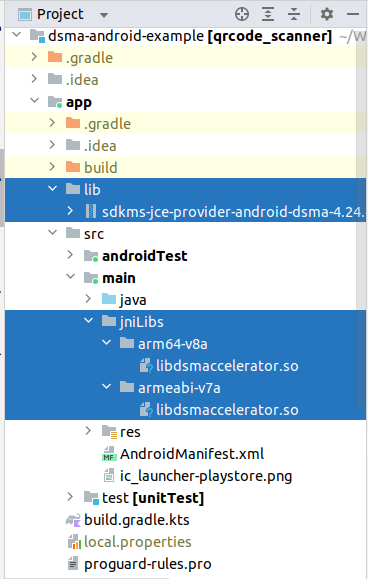 Project
dsma-android-example [qrcode_scanner] ~/W
.gradle
.idea
app
.gradle
.idea
build
lib
sdkms-jce-provider-android-dsma-4.24.
src
androidTest
main
java
jniLibs
arm64-v8a
libdsmaccelerator.so
armeabi-v7a
libdsmaccelerator.so
res
MF AndroidManifest.xml
ic_launcher-playstore.png
test [unitTest]
build.gradle.kts
local.properties
proguard-rules.pro